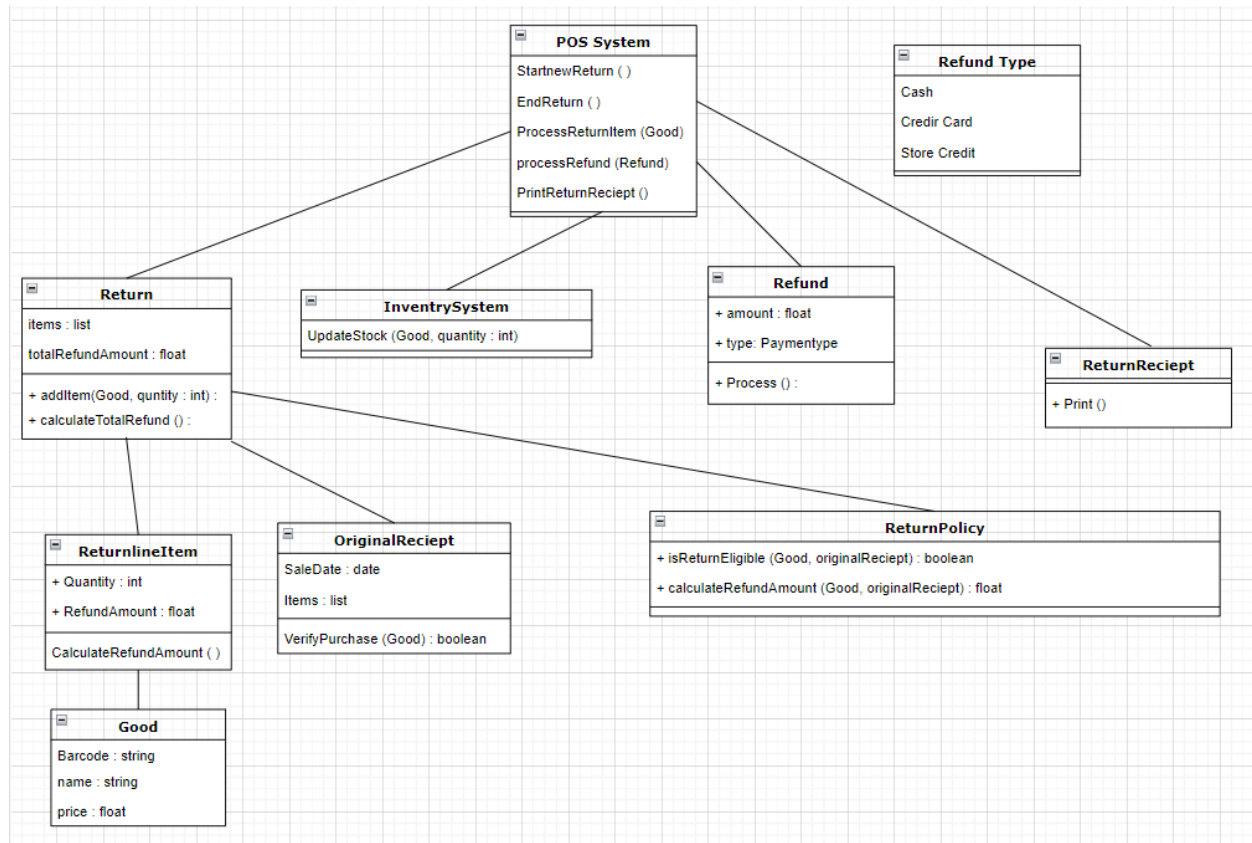 POS System
StartnewReturn ( )
EndReturn ( )
ProcessReturnItem (Good)
processRefund (Refund)
PrintReturnReciept ()
Refund Type
Cash
Credir Card
Store Credit
Return
items : list
totalRefundAmount : float
+ addItem(Good, quntity : int) :
+ calculateTotalRefund () :
InventrySystem
UpdateStock (Good, quantity : int)
Refund
+ amount : float
+ type: Paymentype
+ Process () :
ReturnReciept
+ Print ()
ReturnlineItem
+ Quantity : int
+ RefundAmount : float
CalculateRefundAmount ( )
OriginalReciept
SaleDate : date
Items : list
VerifyPurchase (Good) : boolean
ReturnPolicy
+ isReturnEligible (Good, originalReciept) : boolean
+ calculateRefundAmount (Good, originalReciept) : float
Good
Barcode : string
name : string
price : float